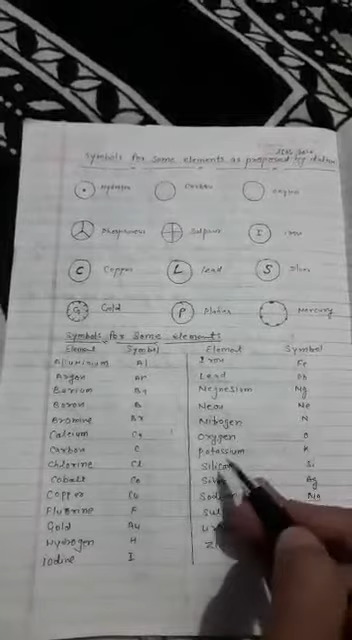 Symbols for some elements as proposed by dalton
Hydrogen Carbon Oxygen
Phosphorus Sulphur I Iron
C Copper L Lead S Silver
G Gold P Platina Mercury
Symbols for some elements
Element Symbol Element Symbol
Aluminium Al Iron Fe
Argon Ar Lead Pb
Barium Ba Magnesium Mg
Boron B Neon Ne
Bromine Br Nitrogen N
Calcium Ca Oxygen O
Carbon C Potassium K
Chlorine Cl Silicon Si
Cobalt Co Ag
Copper Cu Sodium Na
Fluorine F
Gold Au
Hydrogen H
Iodine I